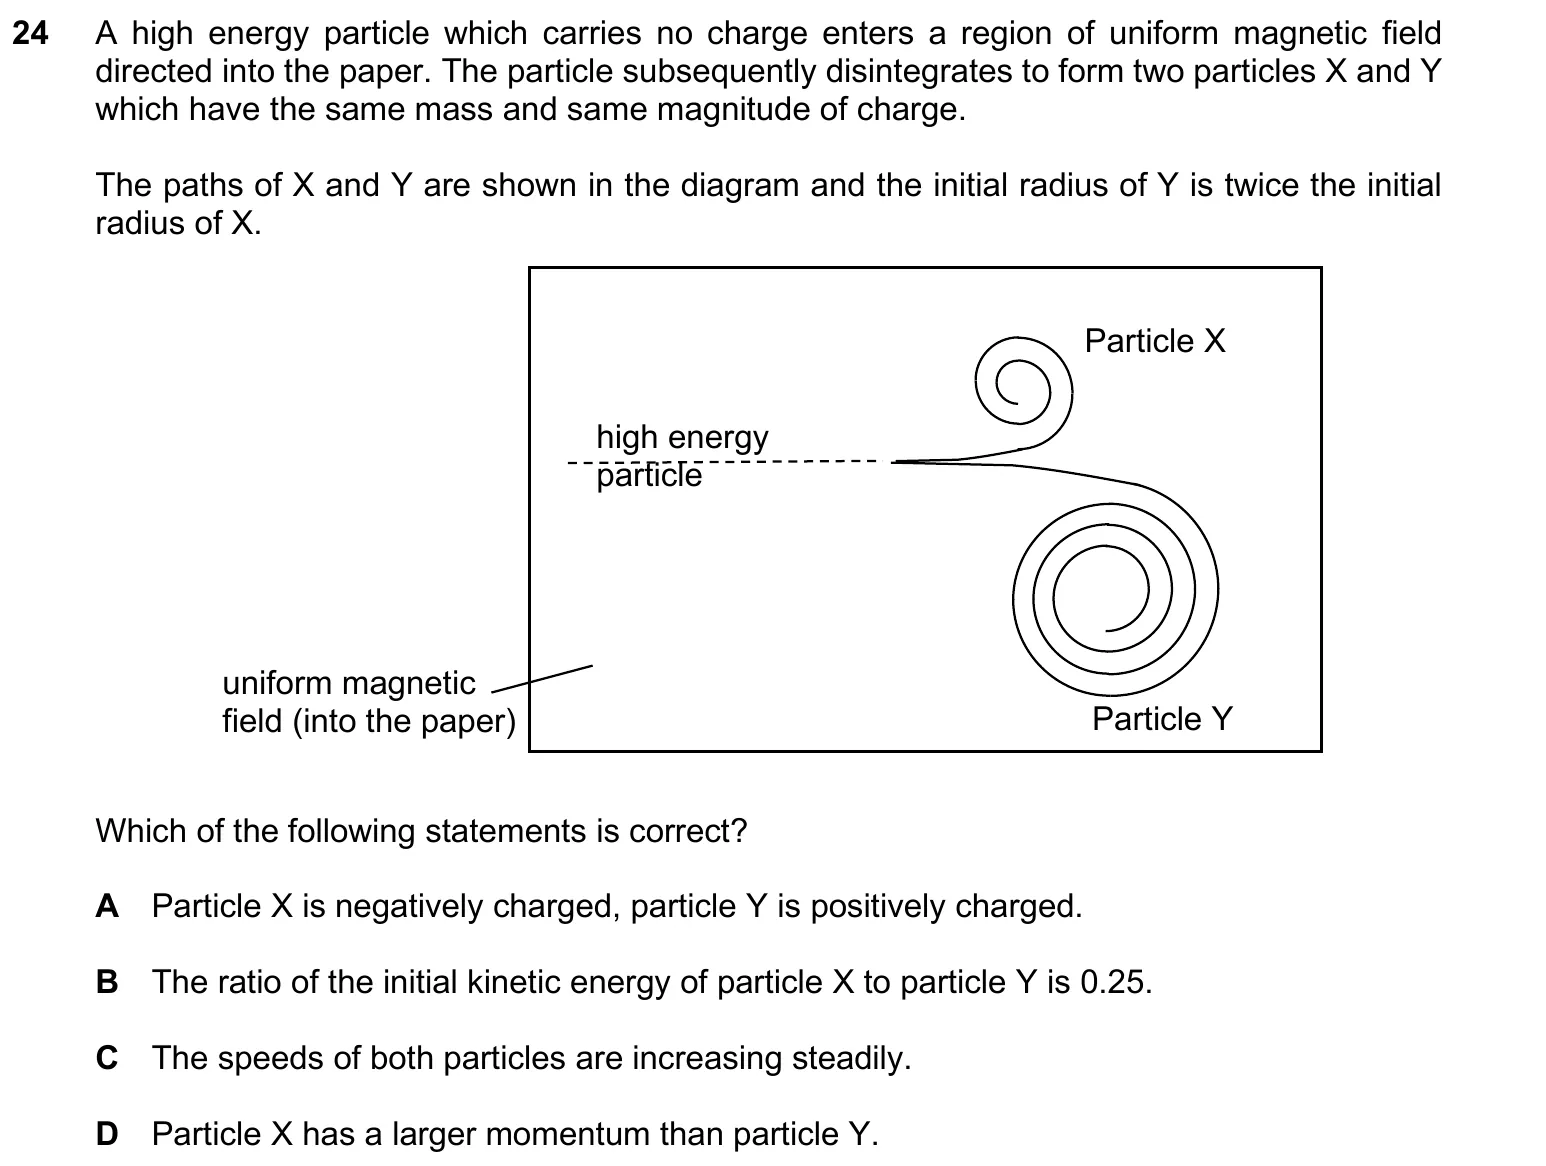 24 A high energy particle which carries no charge enters a region of uniform magnetic field
directed into the paper. The particle subsequently disintegrates to form two particles X and Y
which have the same mass and same magnitude of charge.
The paths of X and Y are shown in the diagram and the initial radius of Y is twice the initial
radius of X.
Particle X
high energy
particle
uniform magnetic
field (into the paper)
Particle Y
Which of the following statements is correct?
A Particle X is negatively charged, particle Y is positively charged.
B The ratio of the initial kinetic energy of particle X to particle Y is 0.25.
C The speeds of both particles are increasing steadily.
D Particle X has a larger momentum than particle Y.